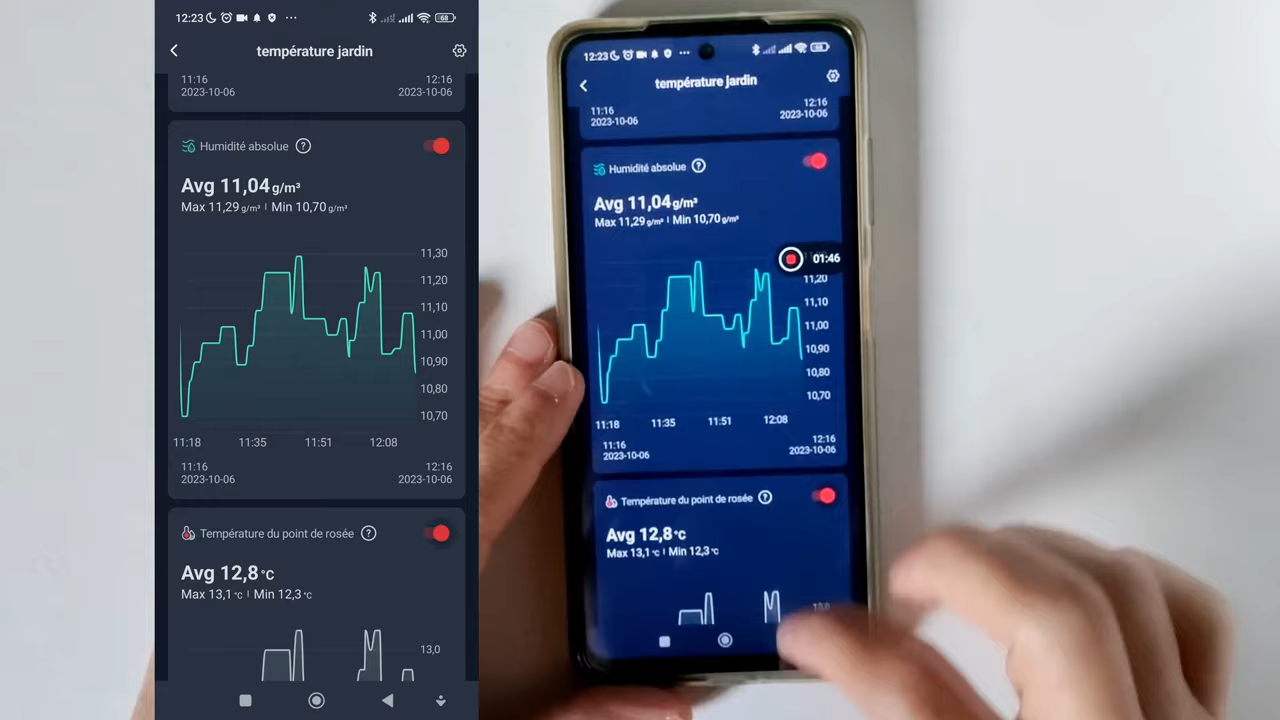 12:23
68
température jardin
11:16
2023-10-06
12:16
2023-10-06
Humidité absolue ?
Avg 11,04 g/m³
Max 11,29 g/m³ Min 10,70 g/m³
11,30
11,20
11,10
11,00
10,90
10,80
10,70
11:18 11:35 11:51 12:08
11:16
2023-10-06
12:16
2023-10-06
Température du point de rosée ?
Avg 12,8 °C
Max 13,1 °C Min 12,3 °C
13,0
12:23
température jardin
11:16
2023-10-06
12:16
2023-10-06
Humidité absolue ?
Avg 11,04 g/m³
Max 11,29 g/m³ Min 10,70 g/m³
01:46
11,20
11,10
11,00
10,90
10,80
10,70
11:18 11:35 11:51 12:08
11:16
2023-10-06
12:16
2023-10-06
Température du point de rosée ?
Avg 12,8 °C
Max 13,1 °C Min 12,3 °C